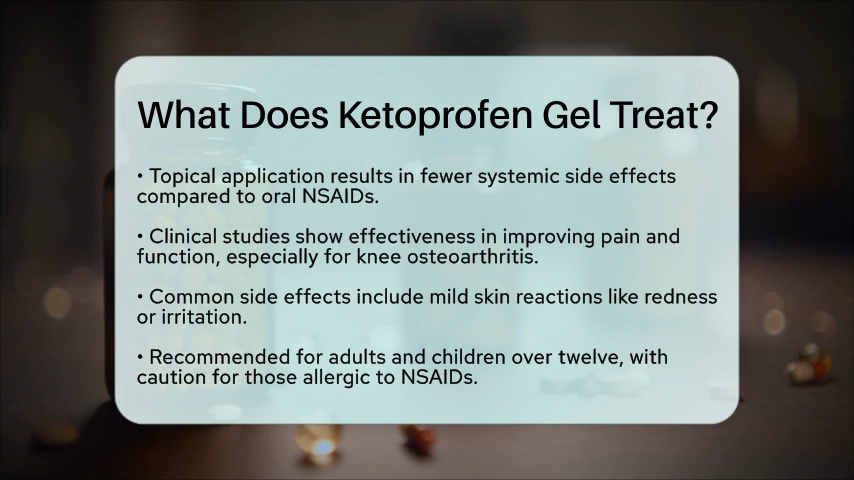 What Does Ketoprofen Gel Treat?
• Topical application results in fewer systemic side effects
compared to oral NSAIDs.
• Clinical studies show effectiveness in improving pain and
function, especially for knee osteoarthritis.
• Common side effects include mild skin reactions like redness
or irritation.
• Recommended for adults and children over twelve, with
caution for those allergic to NSAIDs.